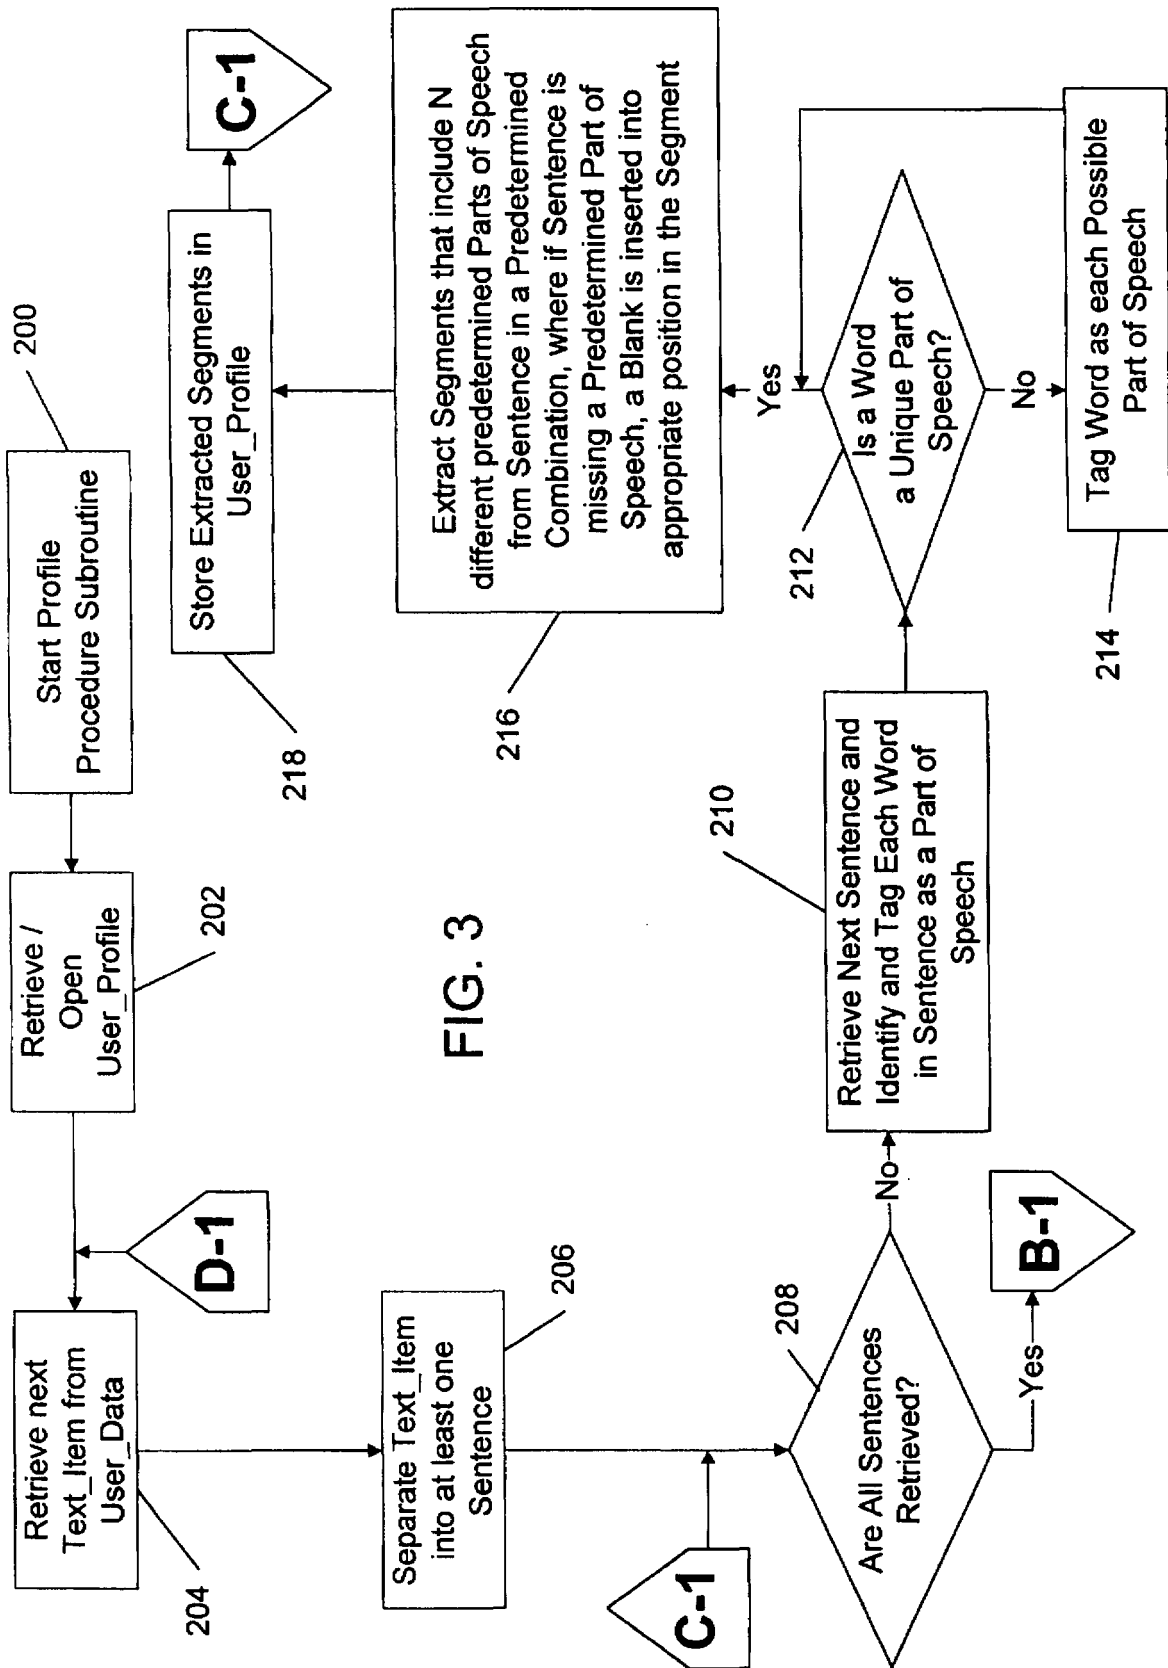 Start Profile
Procedure Subroutine
200
Retrieve /
Open
User_Profile
202
D-1
Retrieve next
Text_Item from
User_Data
204
Separate Text_Item
into at least one
Sentence
206
C-1
Are All Sentences
Retrieved?
208
Yes
B-1
No
Retrieve Next Sentence and
Identify and Tag Each Word
in Sentence as a Part of
Speech
210
Is a Word
a Unique Part of
Speech?
212
No
Tag Word as each Possible
Part of Speech
214
Yes
Extract Segments that include N
different predetermined Parts of Speech
from Sentence in a Predetermined
Combination, where if Sentence is
missing a Predetermined Part of
Speech, a Blank is inserted into
appropriate position in the Segment
216
Store Extracted Segments in
User_Profile
218
C-1
FIG. 3